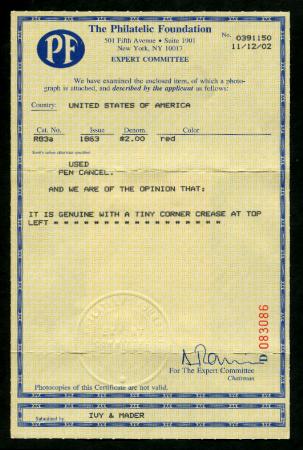 The Philatelic Foundation
501 Fifth Avenue • Suite 1901
New York, NY 10017
EXPERT COMMITTEE
PF
No. 0391150
11/12/02
We have examined the enclosed item, of which a photo-
graph is attached, and described by the applicant as follows:
Country: UNITED STATES OF AMERICA
Cat. No. Issue Denom. Color
R83a 1863 $2.00 red
USED
PEN CANCEL.
AND WE ARE OF THE OPINION THAT:
IT IS GENUINE WITH A TINY CORNER CREASE AT TOP
LEFT * * * * * * * * * * * * * * * * *
D 083086
For The Expert Committee
Chairman
Photocopies of this Certificate are not valid.
Submitted by IVY & MADER